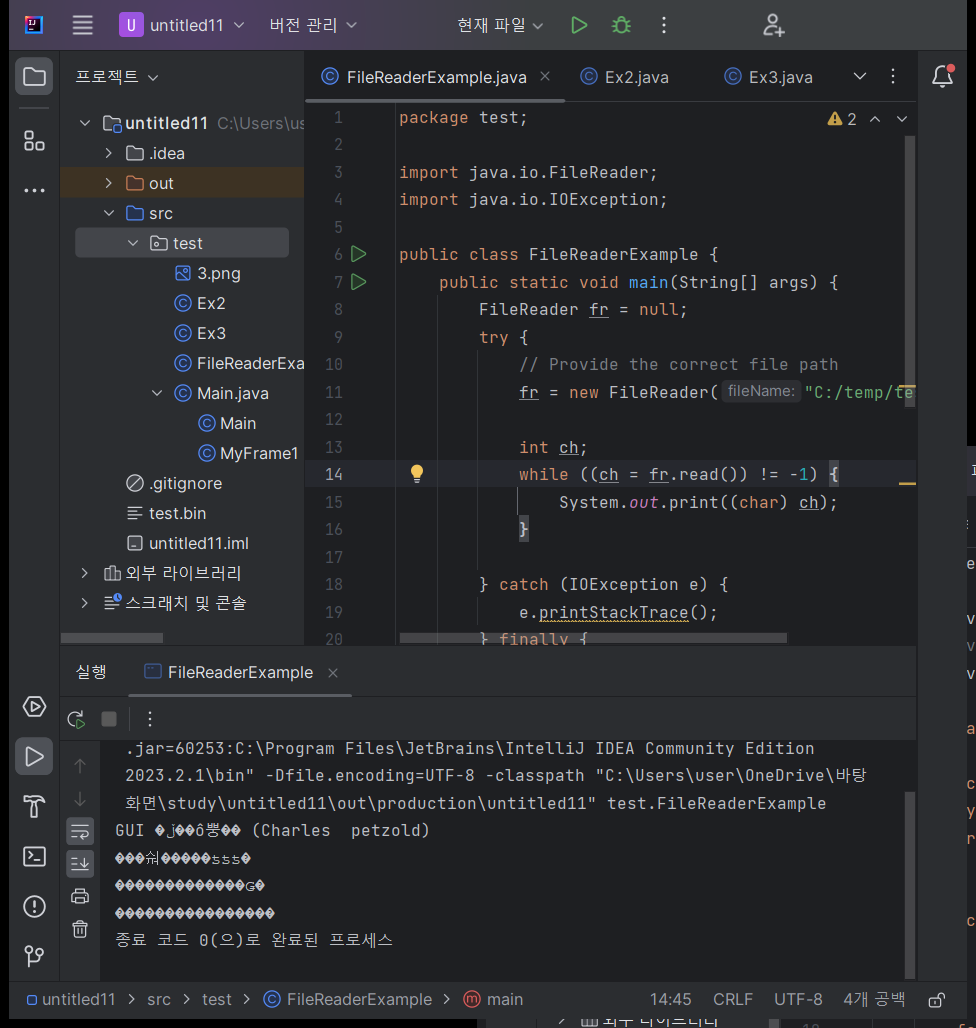 U untitled11 버전 관리 현재 파일
프로젝트
FileReaderExample.java Ex2.java Ex3.java
untitled11 C:\Users\us
.idea
out
src
test
3.png
Ex2
Ex3
FileReaderExa
Main.java
Main
MyFrame1
.gitignore
test.bin
untitled11.iml
외부 라이브러리
스크래치 및 콘솔
2
1 package test;
2
3 import java.io.FileReader;
4 import java.io.IOException;
5
6 public class FileReaderExample {
7 public static void main(String[] args) {
8 FileReader fr = null;
9 try {
10 // Provide the correct file path
11 fr = new FileReader( fileName: "C:/temp/te
12
13 int ch;
14 while ((ch = fr.read()) != -1) {
15 System.out.print((char) ch);
16 }
17
18 } catch (IOException e) {
19 e.printStackTrace();
20 } finally {
실행 FileReaderExample
.jar=60253:C:\Program Files\JetBrains\IntelliJ IDEA Community Edition
2023.2.1\bin" -Dfile.encoding=UTF-8 -classpath "C:\Users\user\OneDrive\바탕
화면\study\untitled11\out\production\untitled11" test.FileReaderExample
GUI (Charles petzold)
종료 코드 0(으)로 완료된 프로세스
untitled11 > src > test > FileReaderExample > main 14:45 CRLF UTF-8 4개 공백